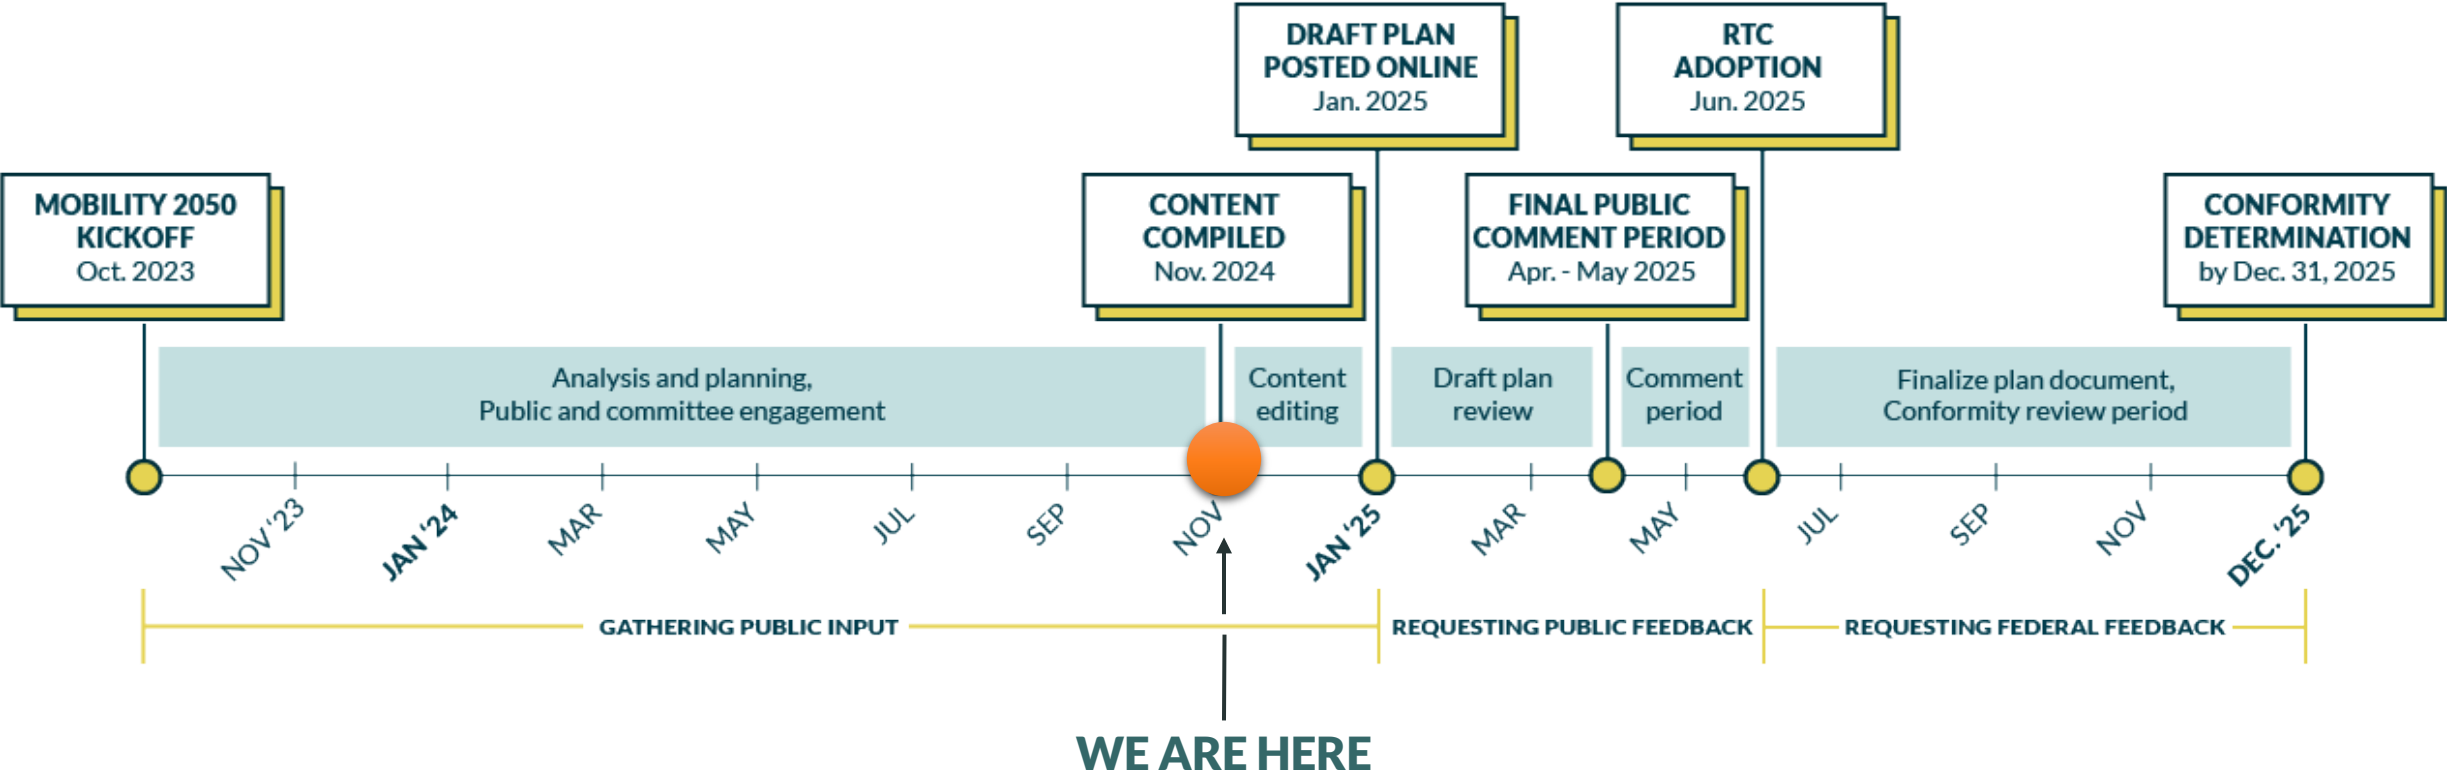 DRAFT PLAN
POSTED ONLINE
Jan. 2025
RTC
ADOPTION
Jun. 2025
MOBILITY 2050
KICKOFF
Oct. 2023
CONTENT
COMPILED
Nov. 2024
FINAL PUBLIC
COMMENT PERIOD
Apr. - May 2025
CONFORMITY
DETERMINATION
by Dec. 31, 2025
Analysis and planning,
Public and committee engagement
Content
editing
Draft plan
review
Comment
period
Finalize plan document,
Conformity review period
NOV ‘23
JAN ‘24
MAR
MAY
JUL
SEP
NOV
JAN ‘25
MAR
MAY
JUL
SEP
NOV
DEC. ‘25
GATHERING PUBLIC INPUT
REQUESTING PUBLIC FEEDBACK
REQUESTING FEDERAL FEEDBACK
WE ARE HERE